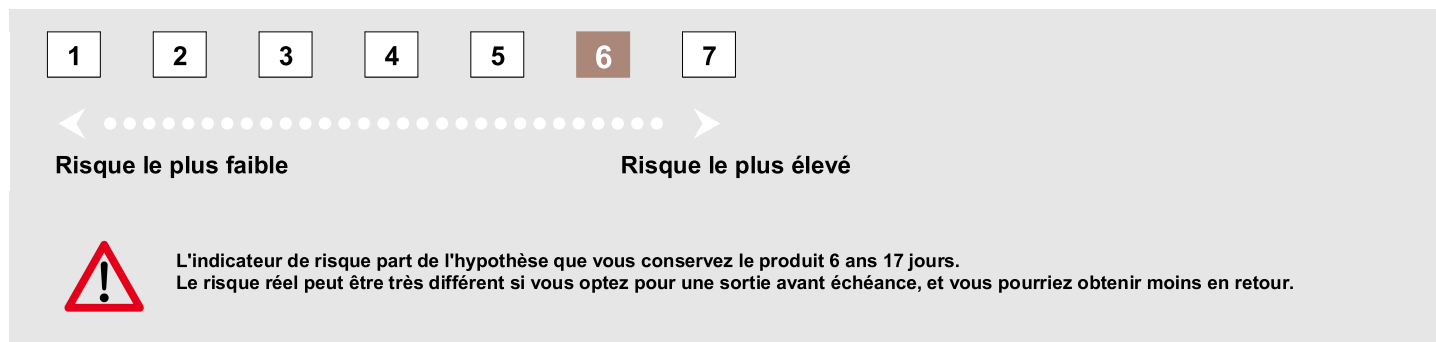 1 2 3 4 5 6 7
Risque le plus faible Risque le plus élevé
L'indicateur de risque part de l'hypothèse que vous conservez le produit 6 ans 17 jours.
Le risque réel peut être très différent si vous optez pour une sortie avant échéance, et vous pourriez obtenir moins en retour.